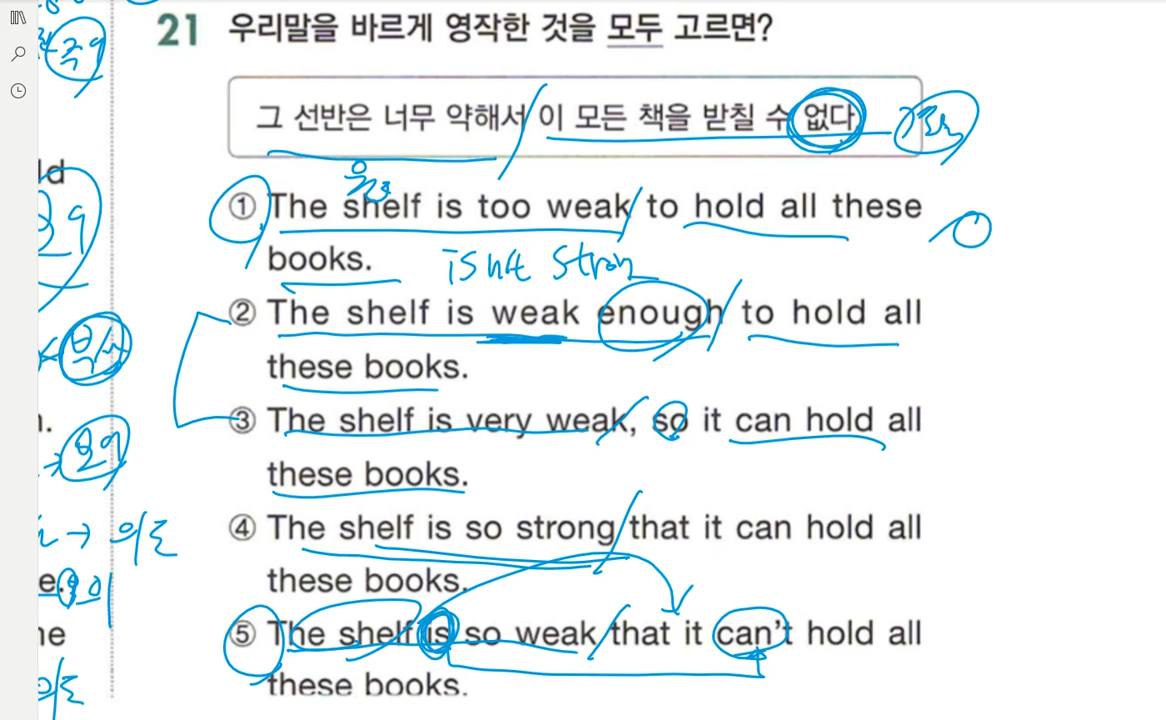 21 우리말을 바르게 영작한 것을 모두 고르면?
그 선반은 너무 약해서 이 모든 책을 받칠 수 없다.
ld
① The shelf is too weak to hold all these
books. isn't strong
② The shelf is weak enough to hold all
these books.
③ The shelf is very weak, so it can hold all
these books.
④ The shelf is so strong that it can hold all
these books.
⑤ The shelf is so weak that it can't hold all
these books.